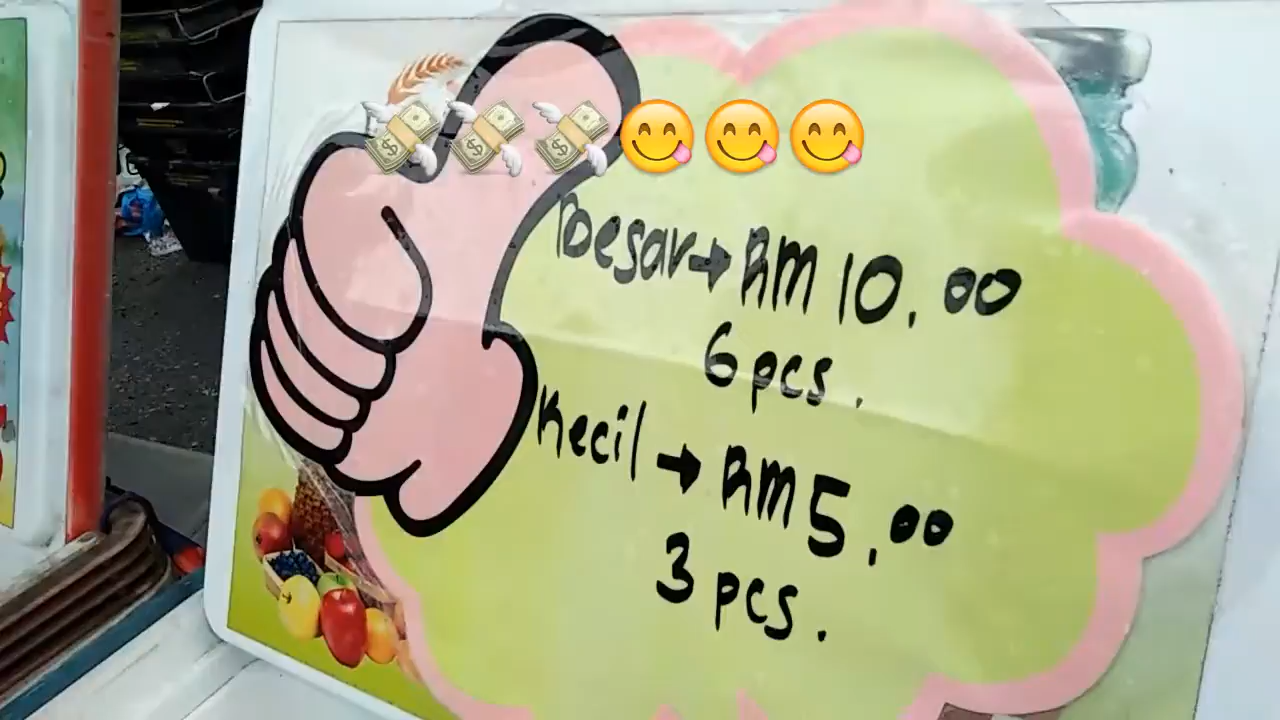 Besar → RM 10.00
6 pcs.
Kecil → RM 5.00
3 pcs.